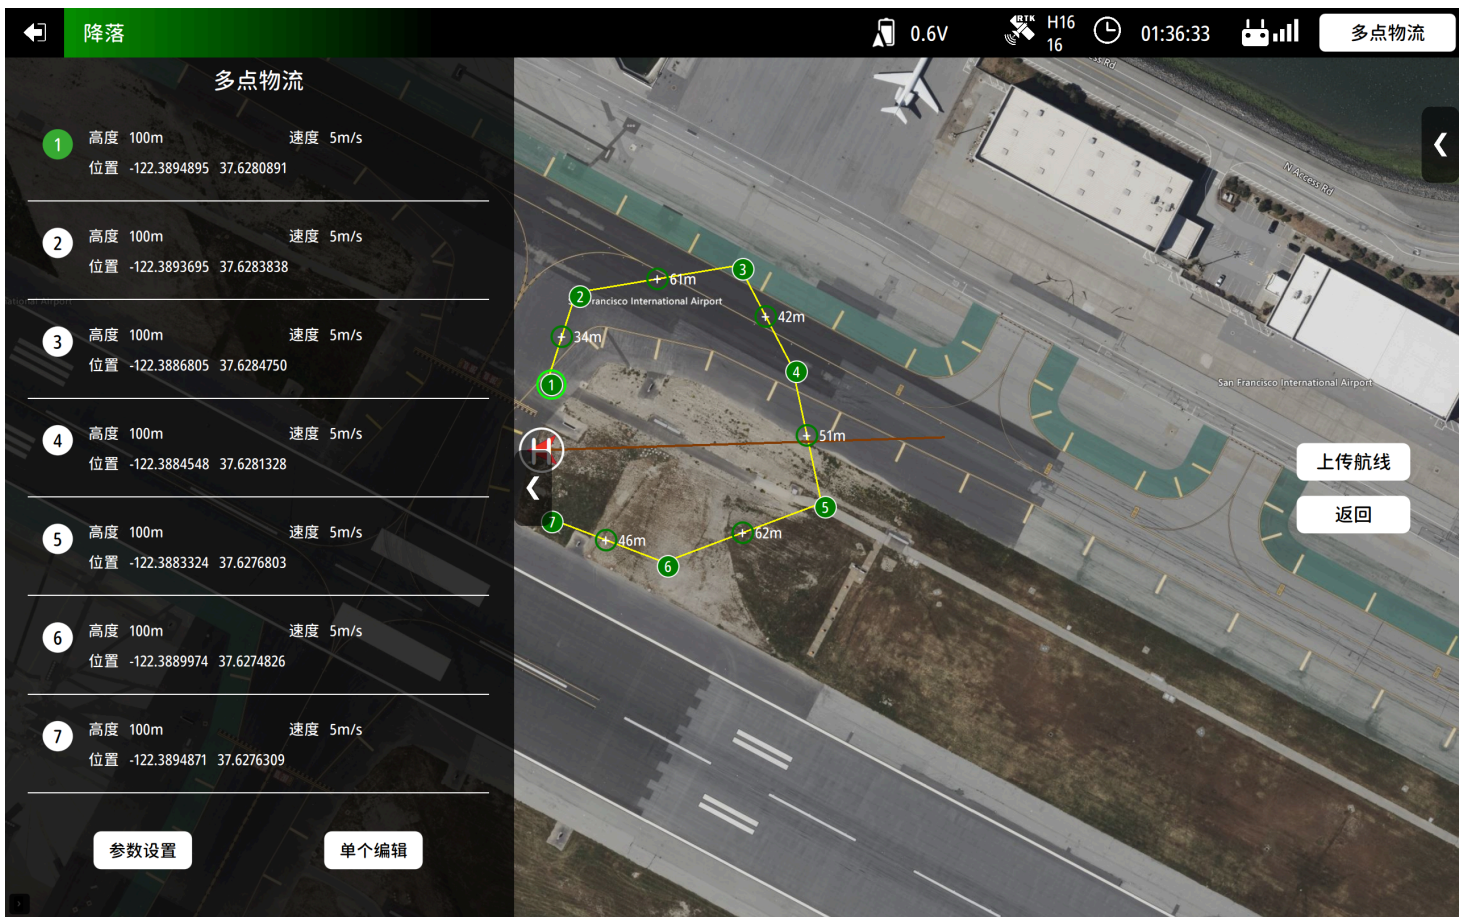 降落
0.6V
RTK
H16
16
01:36:33
多点物流
多点物流
1
高度 100m 速度 5m/s
位置 -122.3894895 37.6280891
2
高度 100m 速度 5m/s
位置 -122.3893695 37.6283838
3
高度 100m 速度 5m/s
位置 -122.3886805 37.6284750
4
高度 100m 速度 5m/s
位置 -122.3884548 37.6281328
5
高度 100m 速度 5m/s
位置 -122.3883324 37.6276803
6
高度 100m 速度 5m/s
位置 -122.3889974 37.6274826
7
高度 100m 速度 5m/s
位置 -122.3894871 37.6276309
参数设置
单个编辑
ss Rd
N Access Rd
3
61m
2
rancisco International Airport
42m
34m
4
1
San Francisco International Airport
51m
H
上传航线
5
返回
7
62m
46m
6